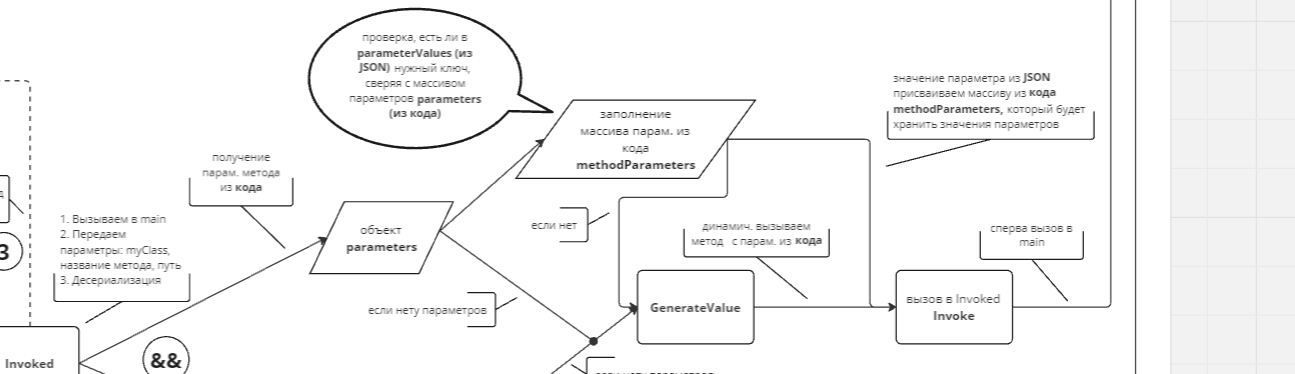 проверка, есть ли в
parameterValues (из
JSON) нужный ключ,
сверяя с массивом
параметров parameters
(из кода)
значение параметра из JSON
присваиваем массиву из кода
methodParameters, который будет
хранить значения параметров
заполнение
массива парам. из
кода
methodParameters
получение
парам. метода
из кода
1. Вызываем в main
2. Передаем
параметры: myClass,
название метода, путь
3. Десериализация
объект
parameters
если нет
динамич. вызываем
метод с парам. из кода
сперва вызов в
main
3
если нету параметров
GenerateValue
вызов в Invoked
Invoke
Invoked
&&